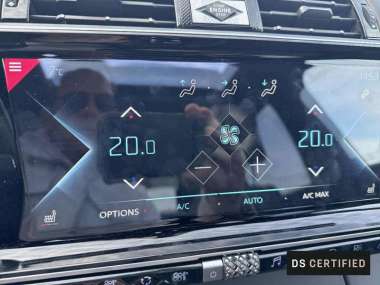 ENGINE
20.0
20.0
OPTIONS
A/C
AUTO
A/C MAX
DS CERTIFIED